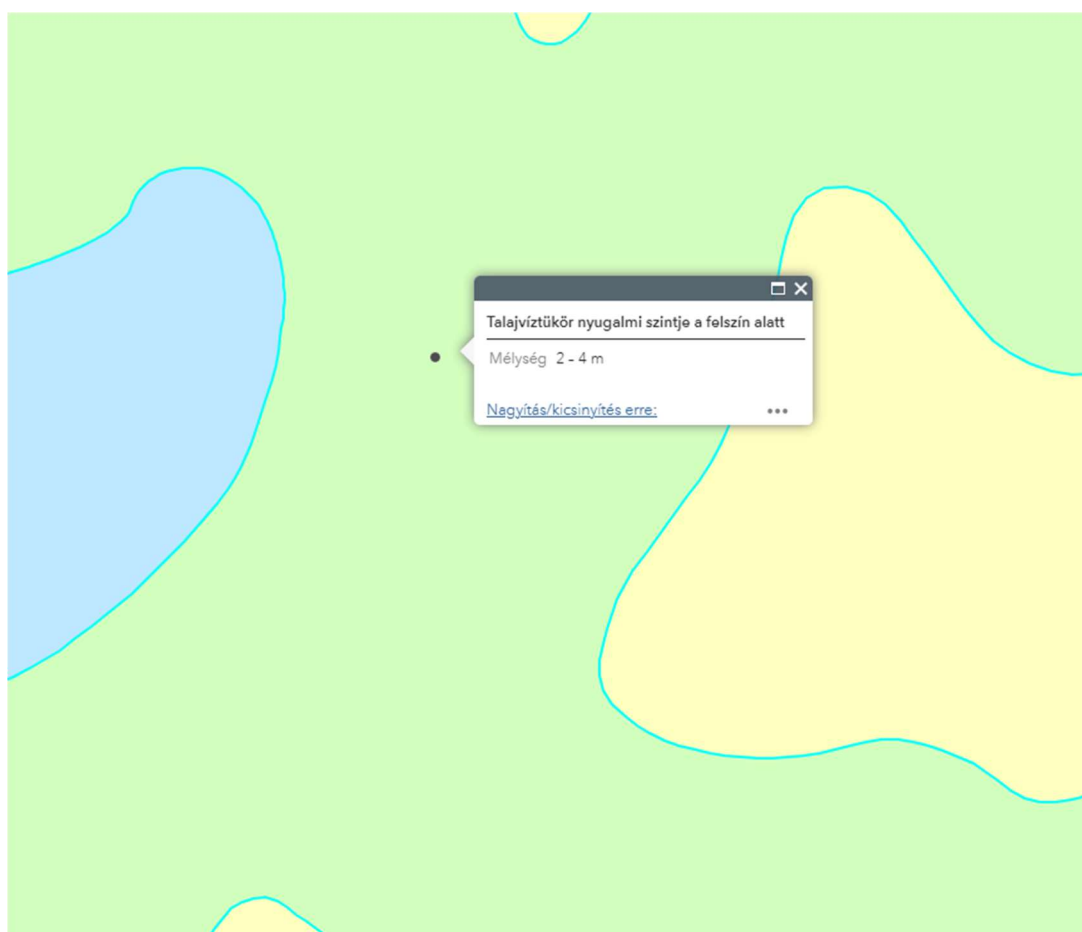 Talajvíztükör nyugalmi szintje a felszín alatt
Mélység 2 - 4 m
Nagyítás/kicsinyítés erre: